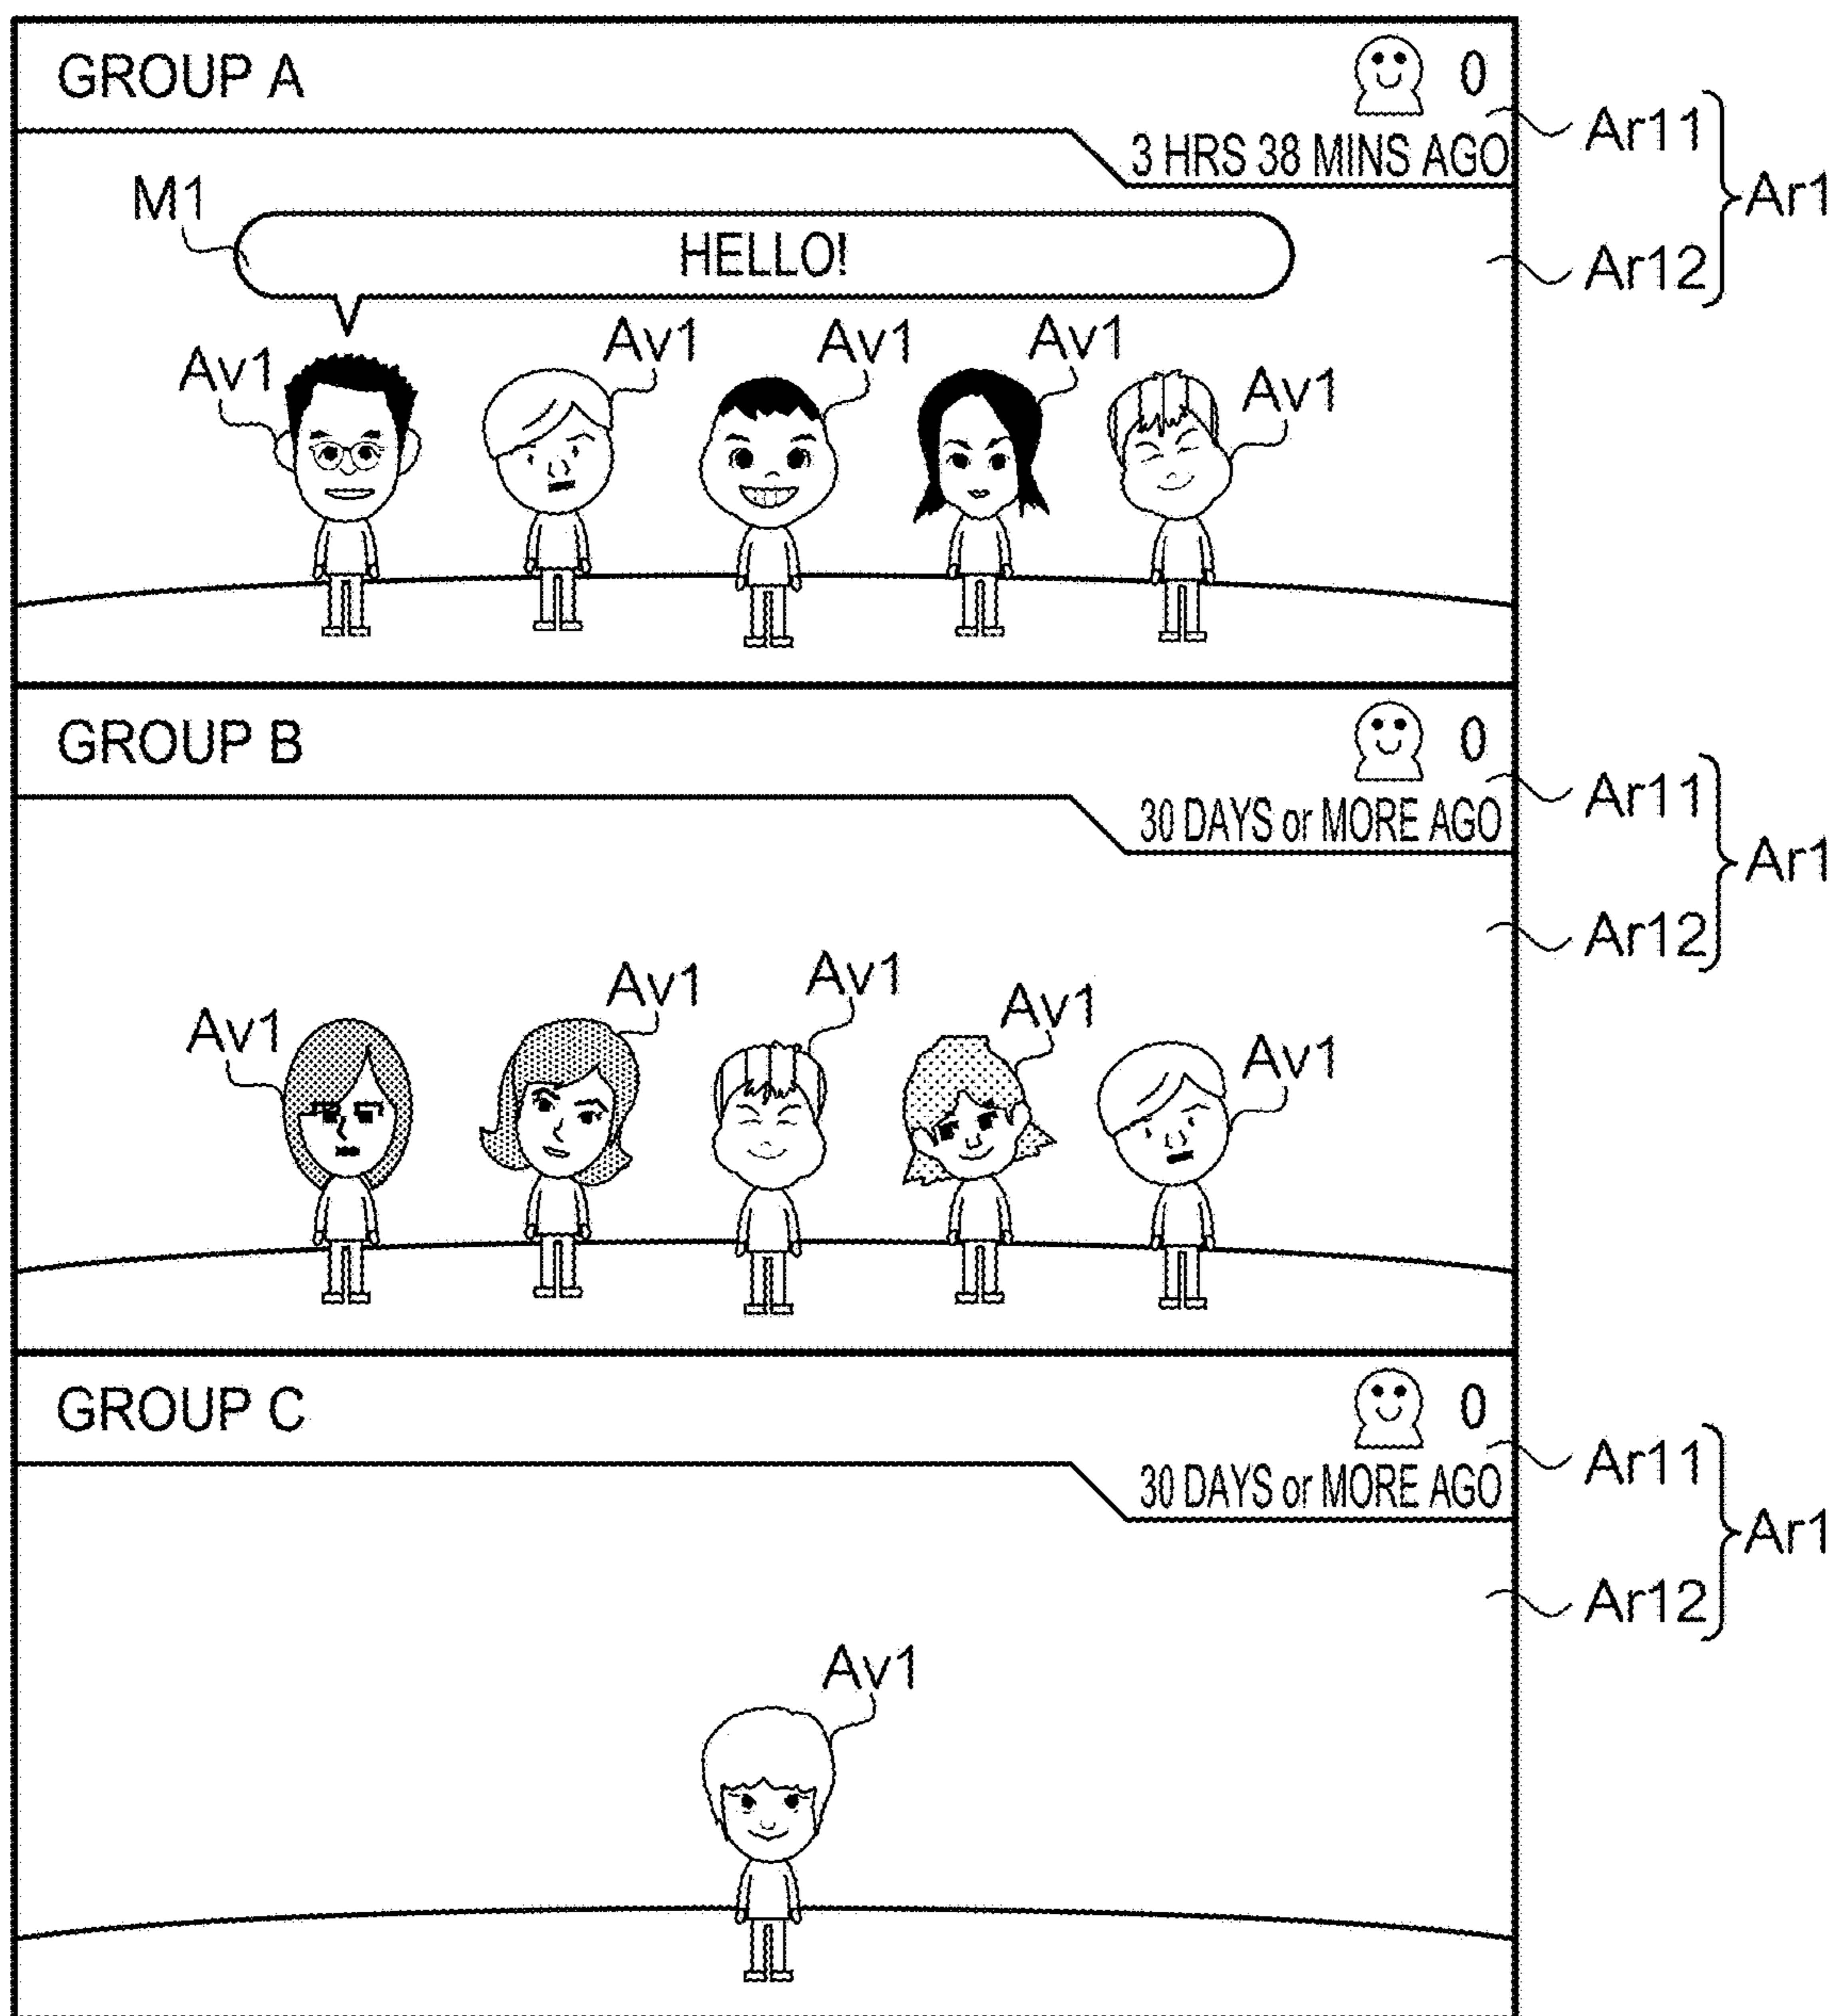 GROUP A 0
Ar11
3 HRS 38 MINS AGO
Ar1
M1
HELLO!
Ar12
Av1 Av1 Av1 Av1 Av1
GROUP B 0
Ar11
30 DAYS or MORE AGO
Ar1
Ar12
Av1 Av1 Av1 Av1 Av1
GROUP C 0
Ar11
30 DAYS or MORE AGO
Ar1
Ar12
Av1